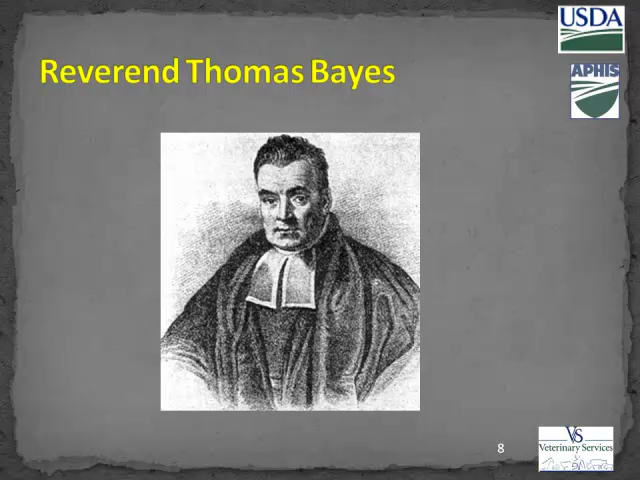 USDA
Reverend Thomas Bayes
APHIS
8
VS
Veterinary Services